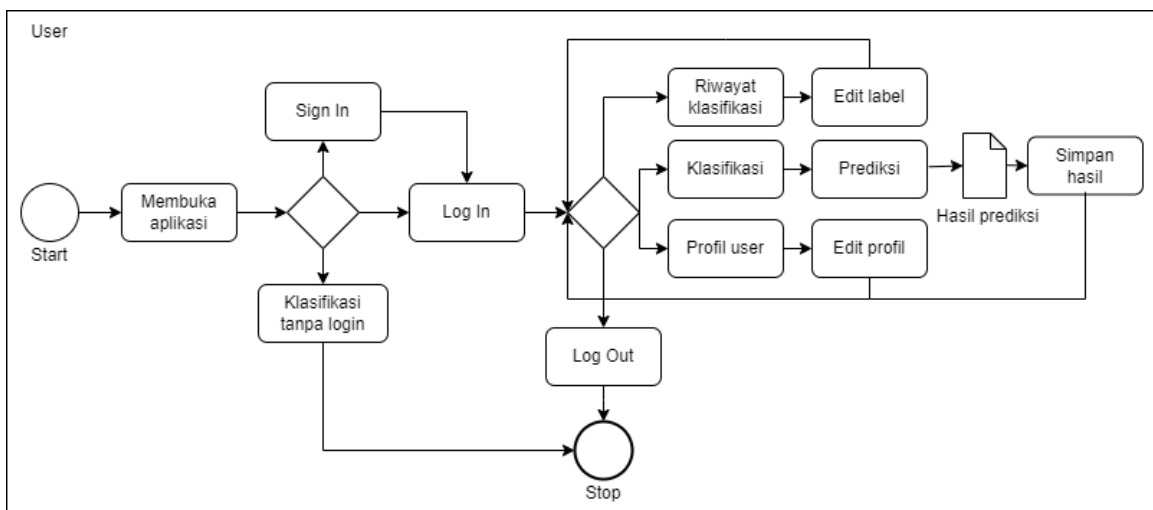 User
Start
Membuka
aplikasi
Sign In
Log In
Klasifikasi
tanpa login
Riwayat
klasifikasi
Edit label
Klasifikasi
Prediksi
Hasil prediksi
Simpan
hasil
Profil user
Edit profil
Log Out
Stop